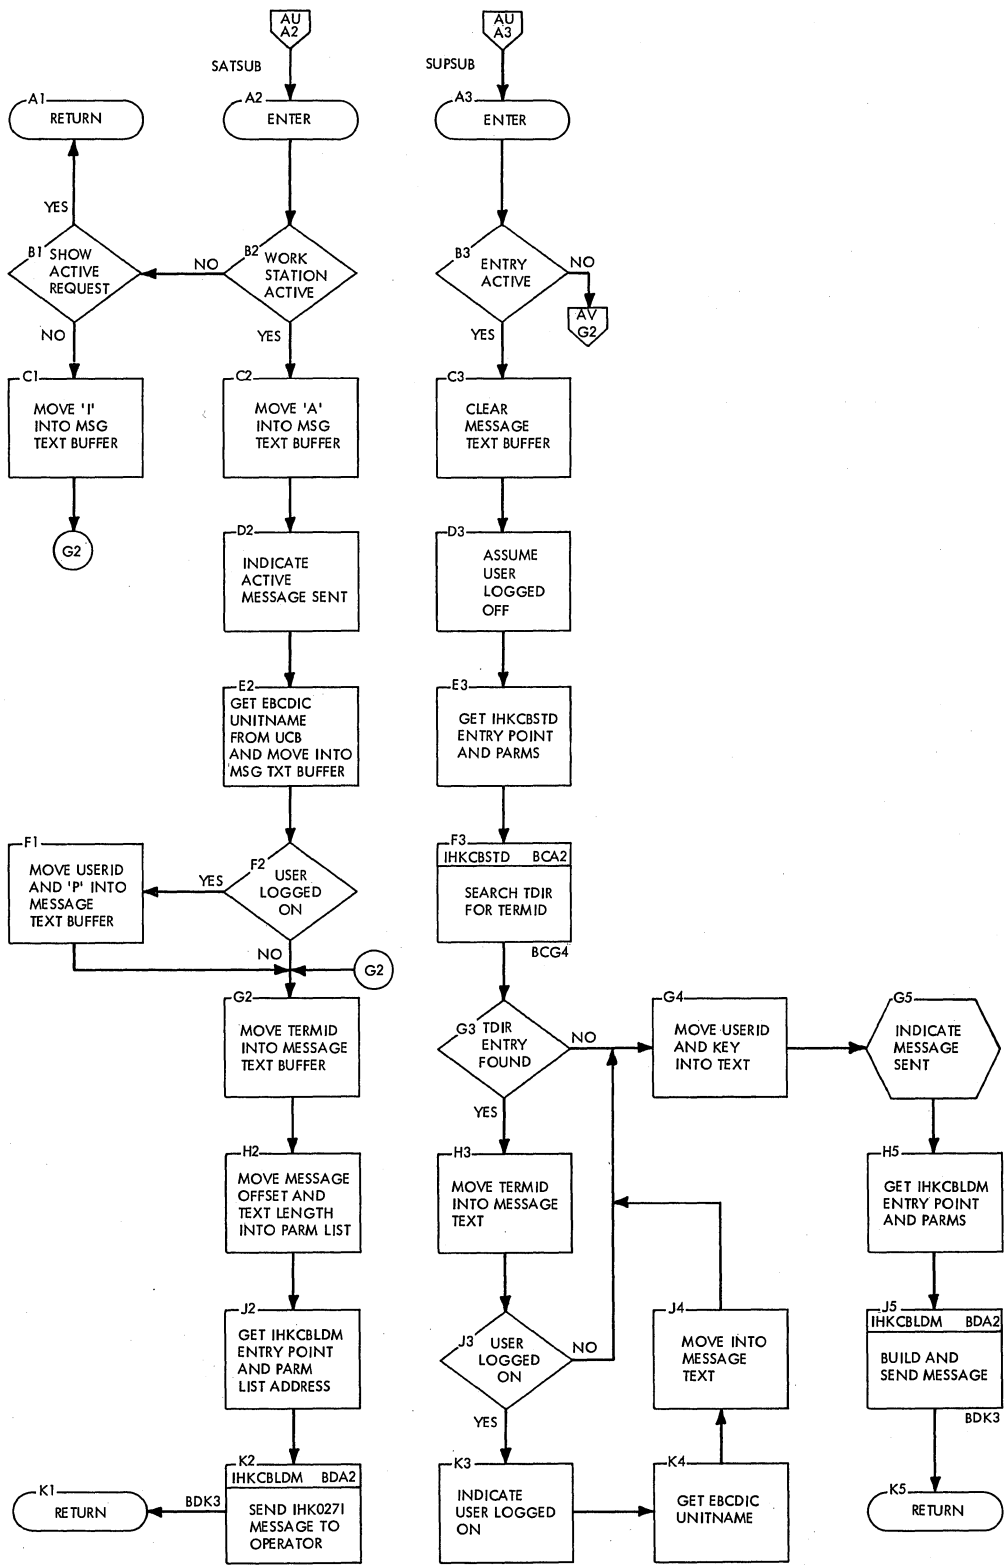 AU
A2
SATSUB
A2
ENTER
A1
RETURN
YES
B1 SHOW
ACTIVE
REQUEST
NO
B2 WORK
STATION
ACTIVE
NO
YES
C1
MOVE 'I'
INTO MSG
TEXT BUFFER
G2
C2
MOVE 'A'
INTO MSG
TEXT BUFFER
D2
INDICATE
ACTIVE
MESSAGE SENT
E2
GET EBCDIC
UNITNAME
FROM UCB
AND MOVE INTO
MSG TXT BUFFER
F1
MOVE USERID
AND 'P' INTO
MESSAGE
TEXT BUFFER
YES
F2
USER
LOGGED
ON
NO
G2
G2
MOVE TERMID
INTO MESSAGE
TEXT BUFFER
H2
MOVE MESSAGE
OFFSET AND
TEXT LENGTH
INTO PARM LIST
J2
GET IHKCBLDM
ENTRY POINT
AND PARM
LIST ADDRESS
K2
IHKCBLDM BDA2
SEND IHK027I
MESSAGE TO
OPERATOR
BDK3
K1
RETURN
AU
A3
SUPSUB
A3
ENTER
B3
ENTRY
ACTIVE
NO
AV
G2
YES
C3
CLEAR
MESSAGE
TEXT BUFFER
D3
ASSUME
USER
LOGGED
OFF
E3
GET IHKCBSTD
ENTRY POINT
AND PARMS
F3
IHKCBSTD BCA2
SEARCH TDIR
FOR TERMID
BCG4
G3 TDIR
ENTRY
FOUND
NO
YES
H3
MOVE TERMID
INTO MESSAGE
TEXT
J3 USER
LOGGED
ON
NO
YES
K3
INDICATE
USER LOGGED
ON
K4
GET EBCDIC
UNITNAME
J4
MOVE INTO
MESSAGE
TEXT
G4
MOVE USERID
AND KEY
INTO TEXT
G5
INDICATE
MESSAGE
SENT
H5
GET IHKCBLDM
ENTRY POINT
AND PARMS
J5
IHKCBLDM BDA2
BUILD AND
SEND MESSAGE
BDK3
K5
RETURN